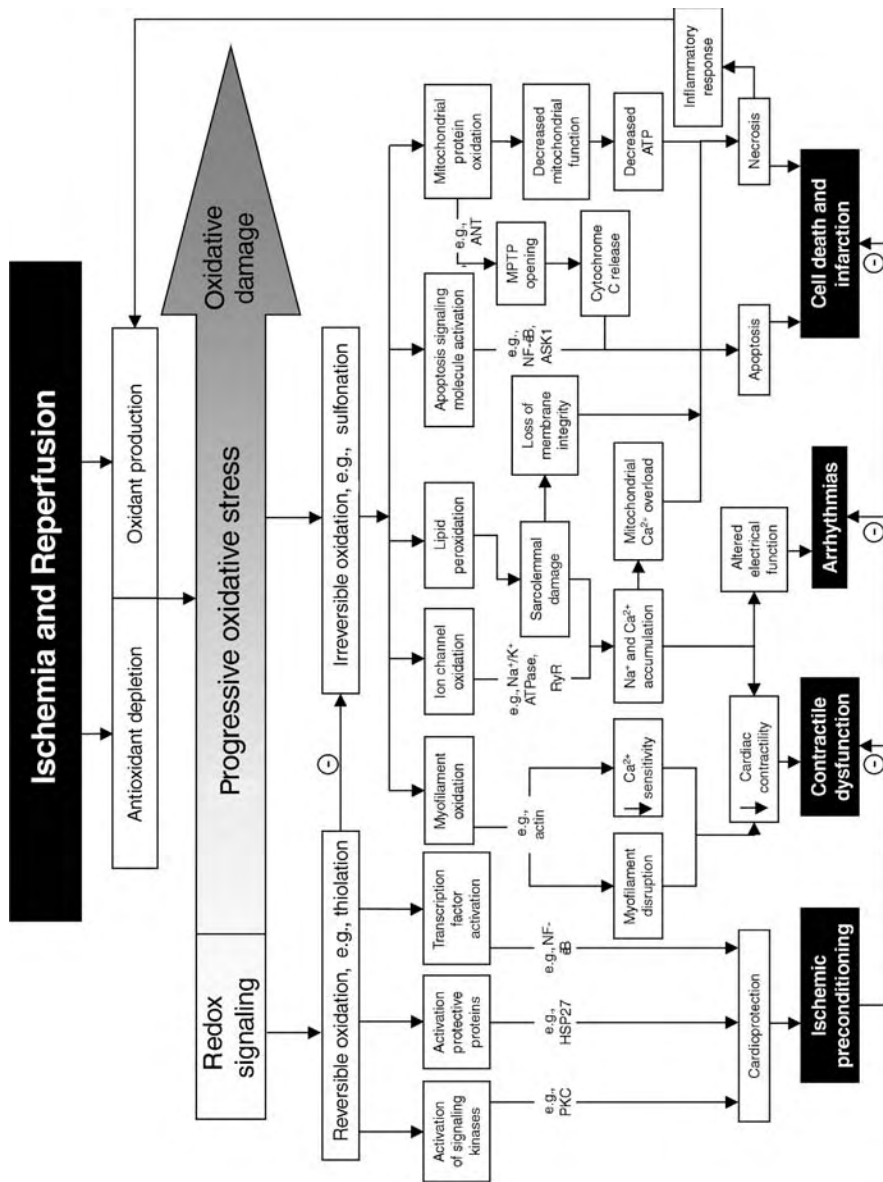 Ischemia and Reperfusion
Antioxidant depletion
Oxidant production
Redox
signaling
Progressive oxidative stress
Oxidative
damage
Reversible oxidation, e.g., thiolation
-
Irreversible oxidation, e.g., sulfonation
Activation
of signaling
kinases
Activation
protective
proteins
Transcription
factor
activation
Myofilament
oxidation
Ion channel
oxidation
Lipid
peroxidation
Apoptosis signaling
molecule activation
Mitochondrial
protein
oxidation
e.g.,
PKC
e.g.,
HSP27
e.g., NF-
êB
e.g.,
actin
e.g., Na+/K+
ATPase,
RyR
Sarcolemmal
damage
Loss of
membrane
integrity
e.g.,
NF-êB,
ASK1
e.g.,
ANT
MPTP
opening
Cytochrome
C release
Decreased
mitochondrial
function
Decreased
ATP
Myofilament
disruption
↓ Ca²⁺
sensitivity
Na⁺ and Ca²⁺
accumulation
Mitochondrial
Ca²⁻ overload
Cardioprotection
↓ Cardiac
contractility
Altered
electrical
function
Apoptosis
Necrosis
Inflammatory
response
Ischemic
preconditioning
Contractile
dysfunction
Arrhythmias
Cell death and
infarction
-
-
-